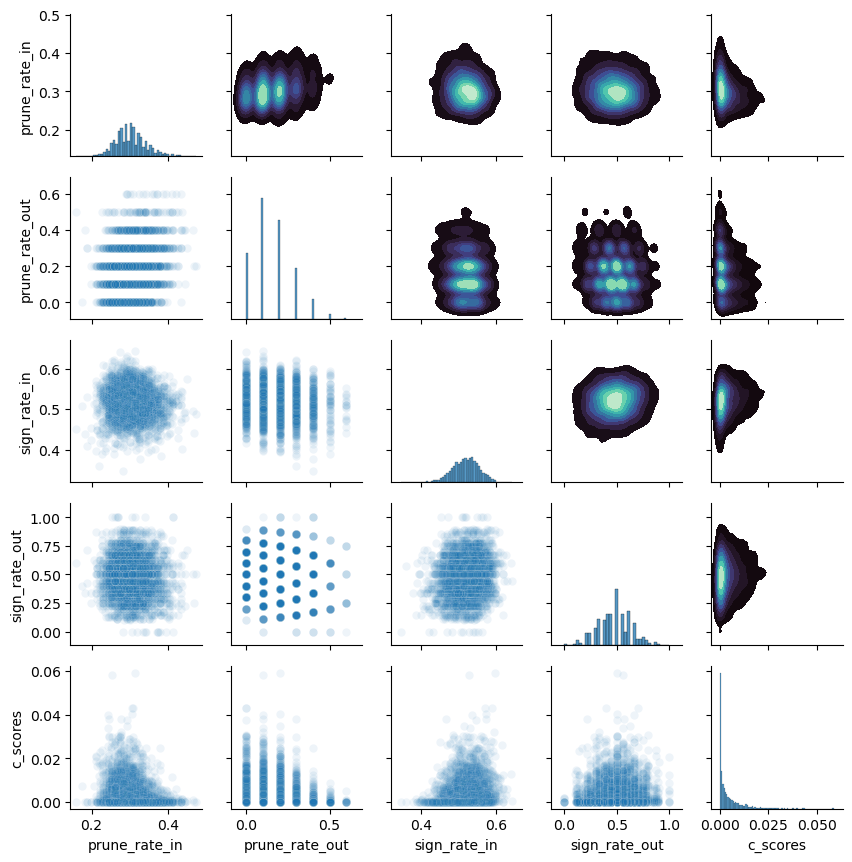 prune_rate_in
0.5
0.4
0.3
0.2
prune_rate_out
0.6
0.4
0.2
0.0
sign_rate_in
0.6
0.5
0.4
sign_rate_out
1.00
0.75
0.50
0.25
0.00
c_scores
0.06
0.04
0.02
0.00
0.2 0.4 0.0 0.5 0.4 0.6 0.0 0.5 1.0 0.000 0.025 0.050
prune_rate_in prune_rate_out sign_rate_in sign_rate_out c_scores